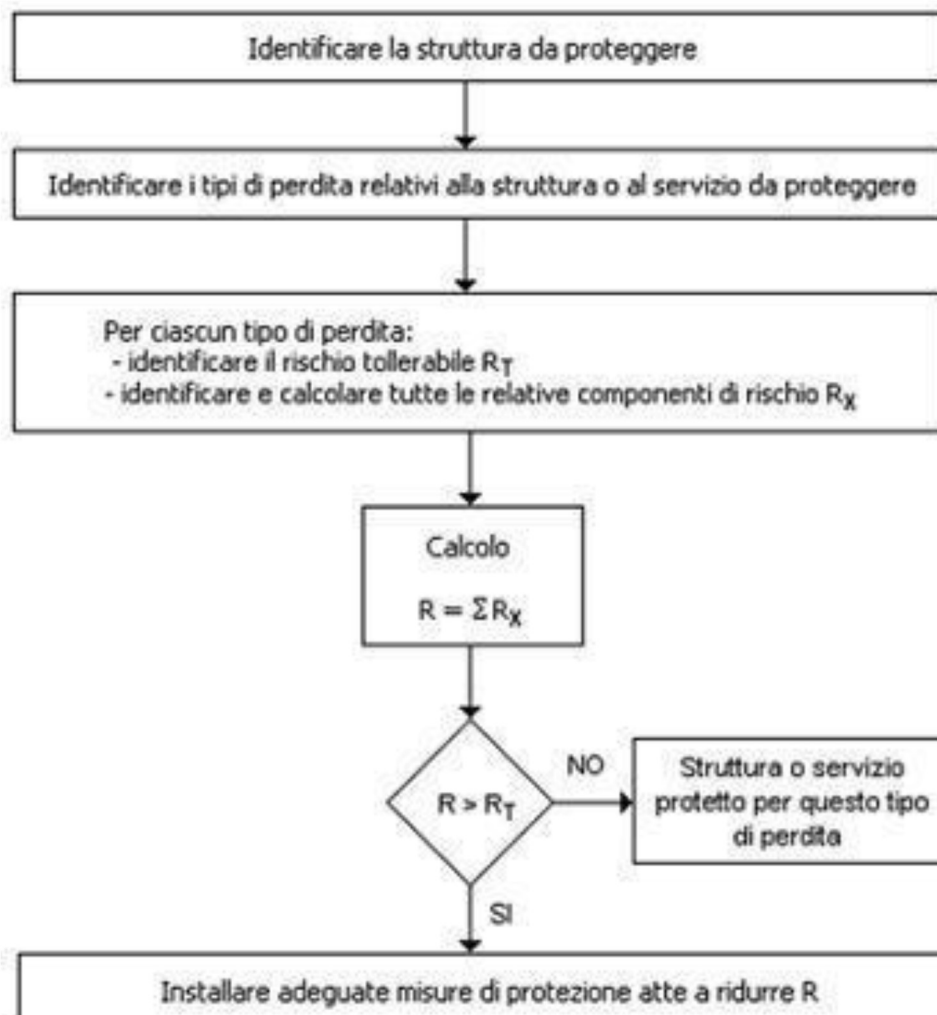 Identificare la struttura da proteggere
Identificare i tipi di perdita relativi alla struttura o al servizio da proteggere
Per ciascun tipo di perdita:
- identificare il rischio tollerabile RT
- identificare e calcolare tutte le relative componenti di rischio RX
Calcolo
R = ΣRX
R > RT
NO
Struttura o servizio
protetto per questo tipo
di perdita
SI
Installare adeguate misure di protezione atte a ridurre R